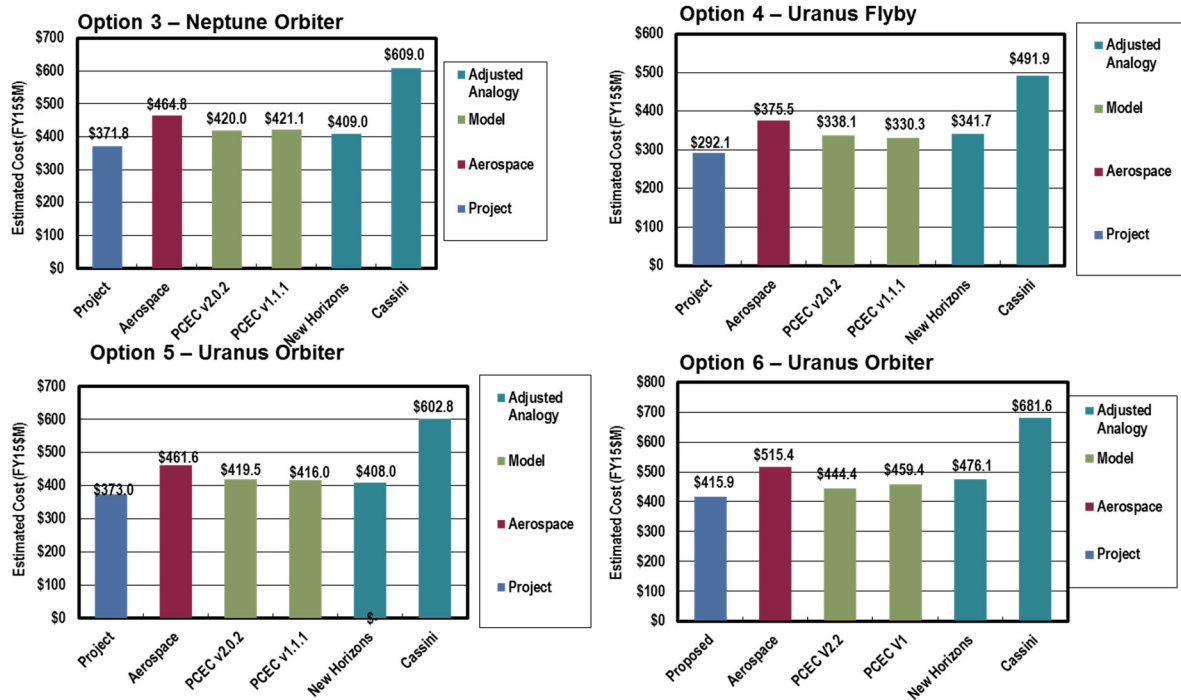 Option 3 – Neptune Orbiter
Estimated Cost (FY15$M)
$700
$600
$500
$400
$300
$200
$100
$0
$371.8
$464.8
$420.0
$421.1
$409.0
$609.0
Project
Aerospace
PCEC v2.0.2
PCEC v1.1.1
New Horizons
Cassini
Adjusted
Analogy
Model
Aerospace
Project
Option 4 – Uranus Flyby
Estimated Cost (FY15$M)
$600
$500
$400
$300
$200
$100
$0
$292.1
$375.5
$338.1
$330.3
$341.7
$491.9
Project
Aerospace
PCEC v2.0.2
PCEC v1.1.1
New Horizons
Cassini
Adjusted
Analogy
Model
Aerospace
Project
Option 5 – Uranus Orbiter
Estimated Cost (FY15$M)
$700
$600
$500
$400
$300
$200
$100
$0
$373.0
$461.6
$419.5
$416.0
$408.0
$602.8
Project
Aerospace
PCEC v2.0.2
PCEC v1.1.1
New Horizons
Cassini
Adjusted
Analogy
Model
Aerospace
Project
Option 6 – Uranus Orbiter
Estimated Cost (FY15$M)
$800
$700
$600
$500
$400
$300
$200
$100
$0
$415.9
$515.4
$444.4
$459.4
$476.1
$681.6
Proposed
Aerospace
PCEC V2.2
PCEC V1
New Horizons
Cassini
Adjusted
Analogy
Model
Aerospace
Project